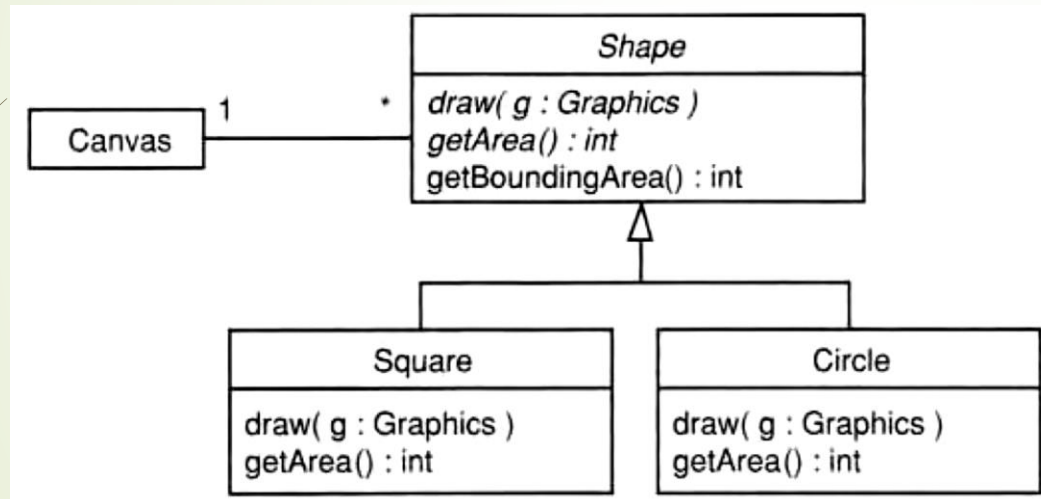 Shape
draw( g : Graphics )
getArea() : int
getBoundingArea() : int
Canvas
1
*
Square
draw( g : Graphics )
getArea() : int
Circle
draw( g : Graphics )
getArea() : int